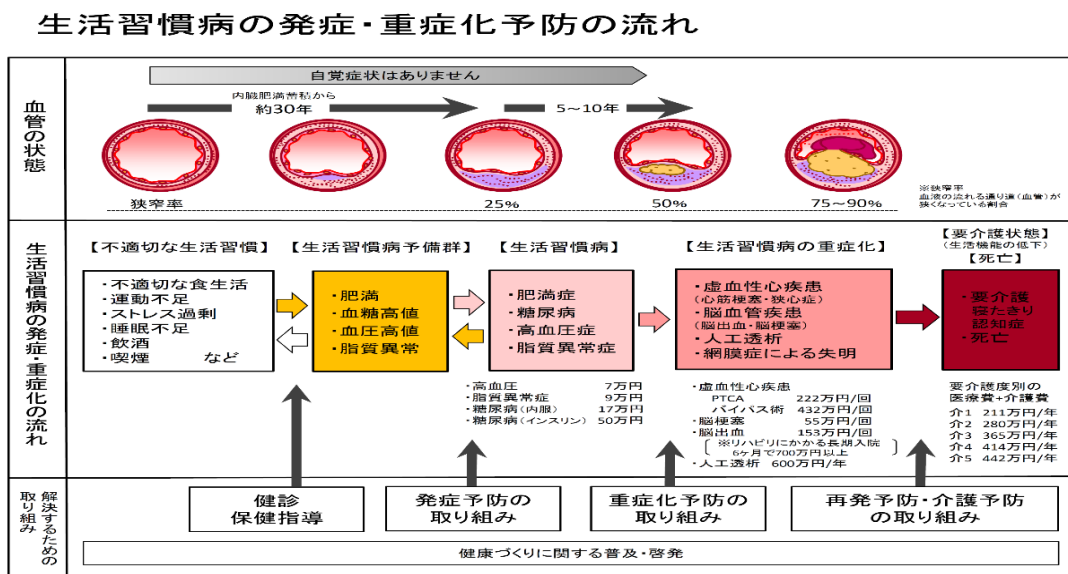 生活習慣病の発症・重症化予防の流れ
血管の状態
自覚症状はありません
内臓肥満蓄積から
約30年
5～10年
狭窄率
25%
50%
75～90%
※狭窄率
血液の流れる通り道(血管)が
狭くなっている割合
生活習慣病の発症・重症化の流れ
【不適切な生活習慣】
・不適切な食生活
・運動不足
・ストレス過剰
・睡眠不足
・飲酒
・喫煙 など
【生活習慣病予備群】
・肥満
・血糖高値
・血圧高値
・脂質異常
【生活習慣病】
・肥満症
・糖尿病
・高血圧症
・脂質異常症
・高血圧 7万円
・脂質異常症 9万円
・糖尿病(内服) 17万円
・糖尿病(インスリン) 50万円
【生活習慣病の重症化】
・虚血性心疾患
(心筋梗塞・狭心症)
・脳血管疾患
(脳出血・脳梗塞)
・人工透析
・網膜症による失明
・虚血性心疾患
PTCA 222万円/回
バイパス術 432万円/回
・脳梗塞 55万円/回
・脳出血 153万円/回
※リハビリにかかる長期入院
6ヶ月で700万円以上
・人工透析 600万円/年
【要介護状態】
(生活機能の低下)
【死亡】
・要介護
寝たきり
認知症
・死亡
要介護度別の
医療費+介護費
介1 211万円/年
介2 280万円/年
介3 365万円/年
介4 414万円/年
介5 442万円/年
解決するための
取り組み
健診
保健指導
発症予防の
取り組み
重症化予防の
取り組み
再発予防・介護予防
の取り組み
健康づくりに関する普及・啓発